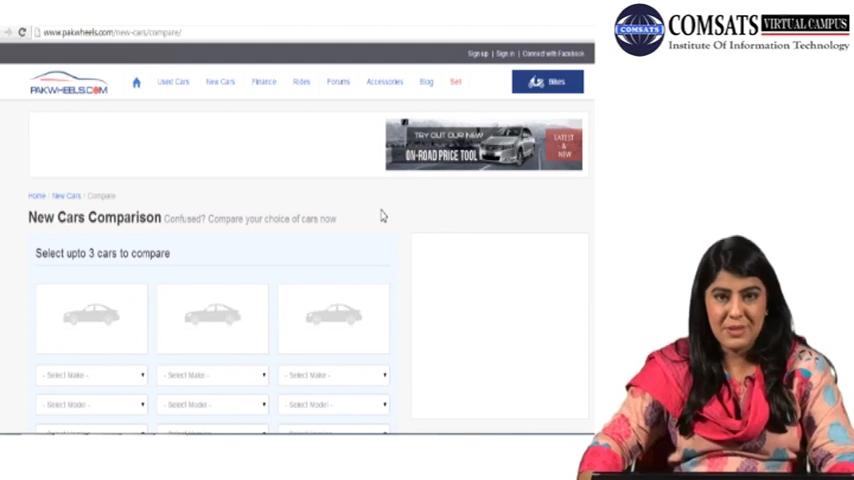 www.pakwheels.com/new-cars/compare/
COMSATS VIRTUAL CAMPUS
Institute Of Information Technology
COMSATS
Sign up | Sign in | Connect with Facebook
PAKWHEELS.COM
Used Cars New Cars Finance Rides Forums Accessories Blog Sell Bikes
TRY OUT OUR NEW
ON-ROAD PRICE TOOL
LATEST
&
NEW
Home / New Cars / Compare
New Cars Comparison Confused? Compare your choice of cars now
Select upto 3 cars to compare
- Select Make - - Select Make - - Select Make -
- Select Model - - Select Model - - Select Model -